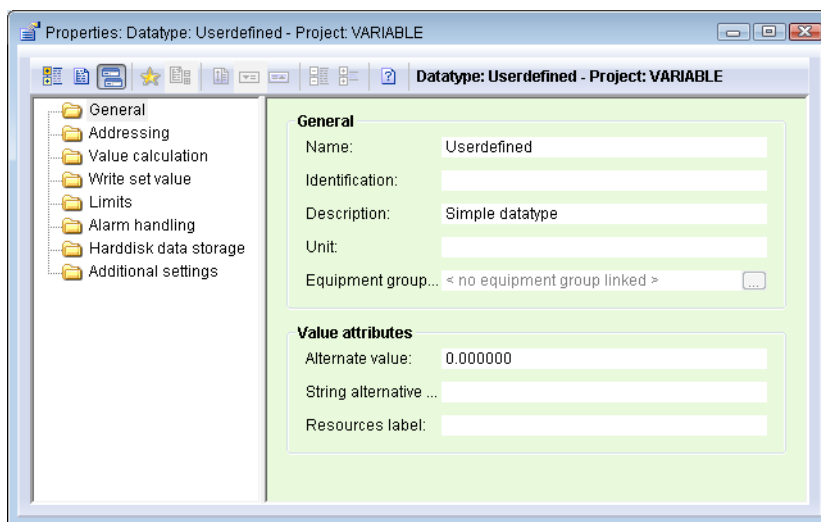 Properties: Datatype: Userdefined - Project: VARIABLE
Datatype: Userdefined - Project: VARIABLE
General
Addressing
Value calculation
Write set value
Limits
Alarm handling
Harddisk data storage
Additional settings
General
Name: Userdefined
Identification:
Description: Simple datatype
Unit:
Equipment group... < no equipment group linked > ...
Value attributes
Alternate value: 0.000000
String alternative ...
Resources label: